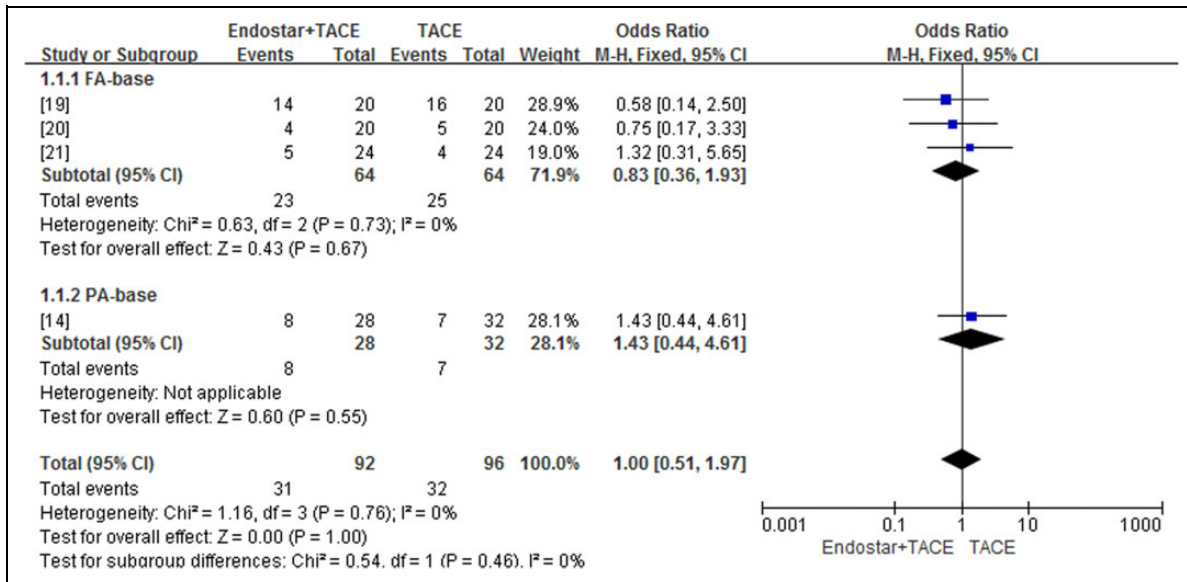 Endostar+TACE TACE Odds Ratio Odds Ratio
Study or Subgroup Events Total Events Total Weight M-H, Fixed, 95% CI M-H, Fixed, 95% CI
1.1.1 FA-base
[19] 14 20 16 20 28.9% 0.58 [0.14, 2.50]
[20] 4 20 5 20 24.0% 0.75 [0.17, 3.33]
[21] 5 24 4 24 19.0% 1.32 [0.31, 5.65]
Subtotal (95% CI) 64 64 71.9% 0.83 [0.36, 1.93]
Total events 23 25
Heterogeneity: Chi² = 0.63, df = 2 (P = 0.73); I² = 0%
Test for overall effect: Z = 0.43 (P = 0.67)
1.1.2 PA-base
[14] 8 28 7 32 28.1% 1.43 [0.44, 4.61]
Subtotal (95% CI) 28 32 28.1% 1.43 [0.44, 4.61]
Total events 8 7
Heterogeneity: Not applicable
Test for overall effect: Z = 0.60 (P = 0.55)
Total (95% CI) 92 96 100.0% 1.00 [0.51, 1.97]
Total events 31 32
Heterogeneity: Chi² = 1.16, df = 3 (P = 0.76); I² = 0%
Test for overall effect: Z = 0.00 (P = 1.00)
Test for subgroup differences: Chi² = 0.54, df = 1 (P = 0.46), I² = 0%
0.001 0.1 1 10 1000
Endostar+TACE TACE